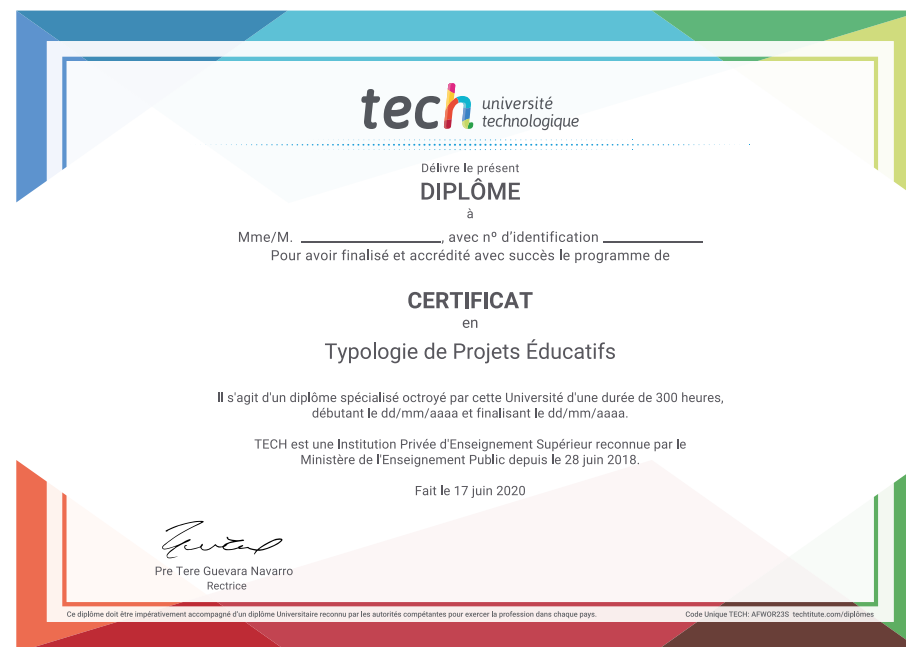 tech université
technologique
Délivre le présent
DIPLÔME
à
Mme/M. ____________________, avec nº d'identification ______________
Pour avoir finalisé et accrédité avec succès le programme de
CERTIFICAT
en
Typologie de Projets Éducatifs
Il s'agit d'un diplôme spécialisé octroyé par cette Université d'une durée de 300 heures,
débutant le dd/mm/aaaa et finalisant le dd/mm/aaaa.
TECH est une Institution Privée d'Enseignement Supérieur reconnue par le
Ministère de l'Enseignement Public depuis le 28 juin 2018.
Fait le 17 juin 2020
Pre Tere Guevara Navarro
Rectrice
Ce diplôme doit être impérativement accompagné d'un diplôme Universitaire reconnu par les autorités compétantes pour exercer la profession dans chaque pays.
Code Unique TECH: AFWOR23S techtitute.com/diplômes